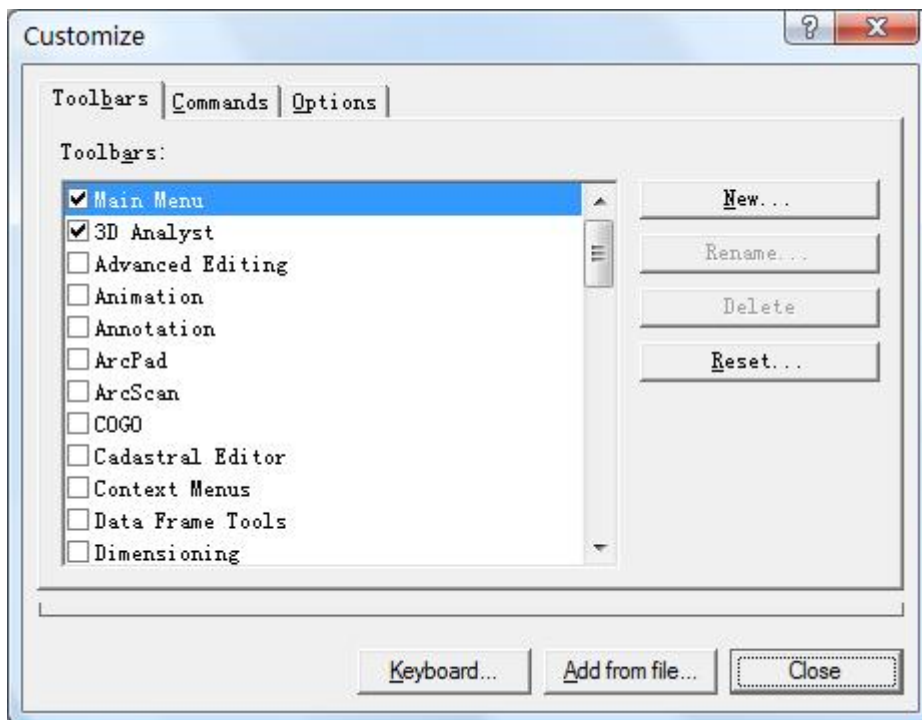 Customize
Toolbars Commands Options
Toolbars:
Main Menu
3D Analyst
Advanced Editing
Animation
Annotation
ArcPad
ArcScan
COGO
Cadastral Editor
Context Menus
Data Frame Tools
Dimensioning
New...
Rename...
Delete
Reset...
Keyboard... Add from file... Close